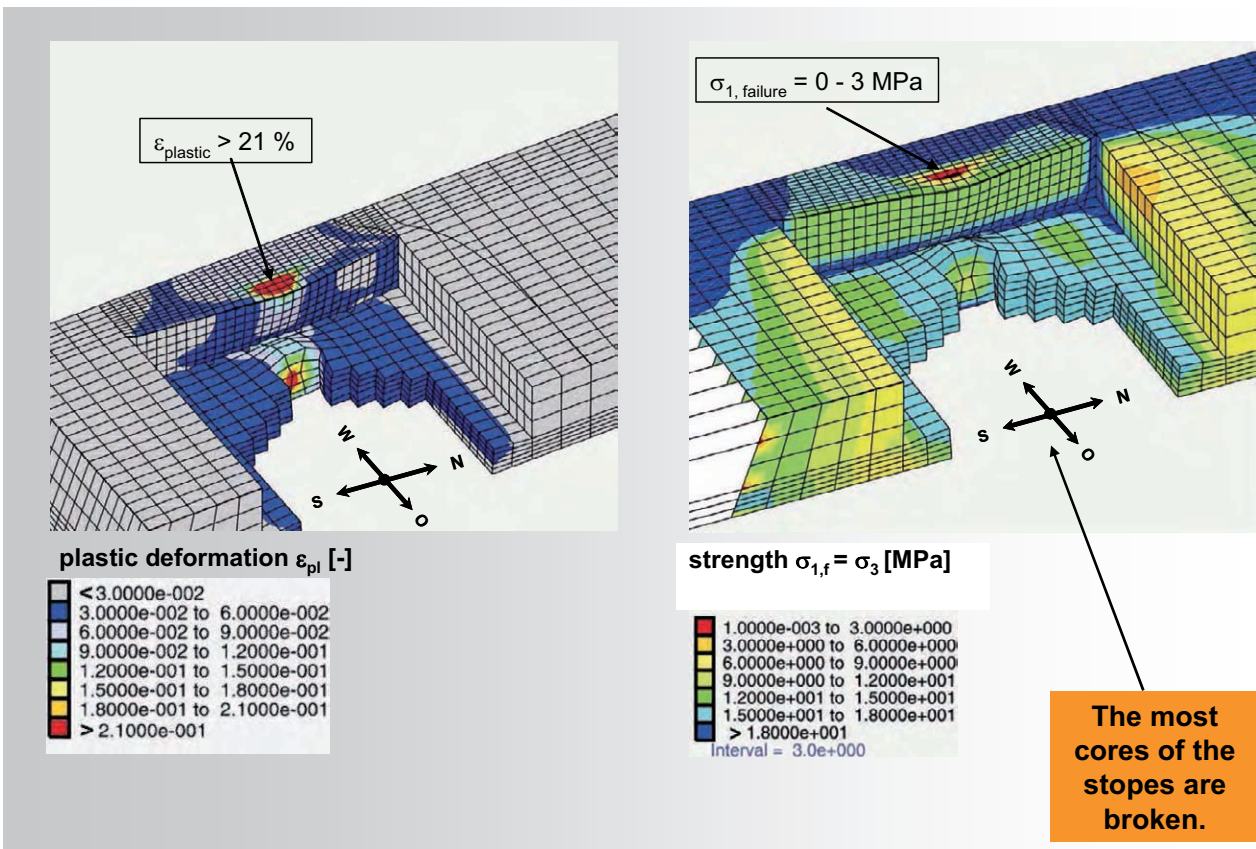 ε plastic > 21 %
W
N
S
O
plastic deformation ε pl [-]
< 3.0000e-002
3.0000e-002 to 6.0000e-002
6.0000e-002 to 9.0000e-002
9.0000e-002 to 1.2000e-001
1.2000e-001 to 1.5000e-001
1.5000e-001 to 1.8000e-001
1.8000e-001 to 2.1000e-001
> 2.1000e-001
σ1, failure = 0 - 3 MPa
W
N
S
O
strength σ1,f = σ3 [MPa]
1.0000e-003 to 3.0000e+000
3.0000e+000 to 6.0000e+000
6.0000e+000 to 9.0000e+000
9.0000e+000 to 1.2000e+001
1.2000e+001 to 1.5000e+001
1.5000e+001 to 1.8000e+001
> 1.8000e+001
Interval = 3.0e+000
The most
cores of the
stopes are
broken.